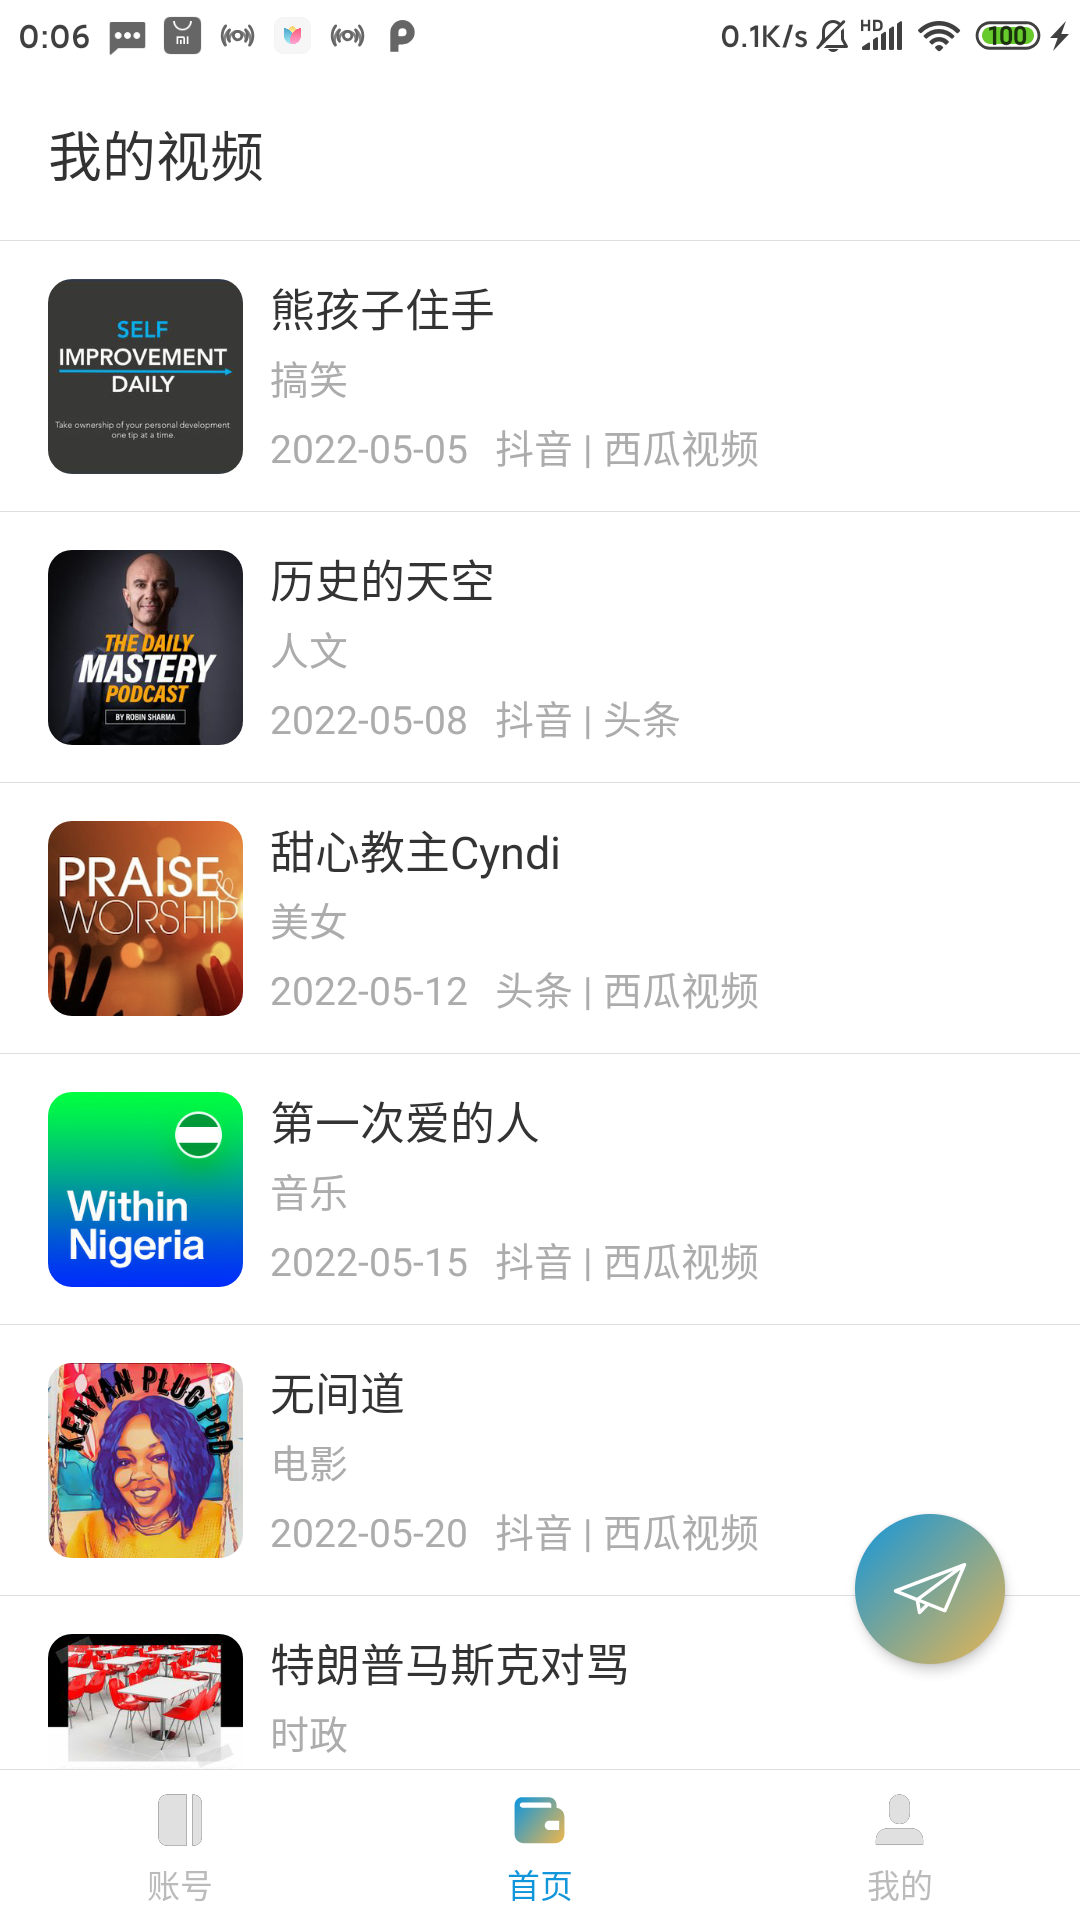 0:06
0.1K/s HD 100
我的视频
SELF
IMPROVEMENT
DAILY
Take ownership of your personal development
one tip at a time.
熊孩子住手
搞笑
2022-05-05 抖音 | 西瓜视频
THE DAILY
MASTERY
PODCAST
BY ROBIN SHARMA
历史的天空
人文
2022-05-08 抖音 | 头条
PRAISE &
WORSHIP
甜心教主Cyndi
美女
2022-05-12 头条 | 西瓜视频
Within
Nigeria
第一次爱的人
音乐
2022-05-15 抖音 | 西瓜视频
KENYAN PLUG POD
无间道
电影
2022-05-20 抖音 | 西瓜视频
特朗普马斯克对骂
时政
账号
首页
我的